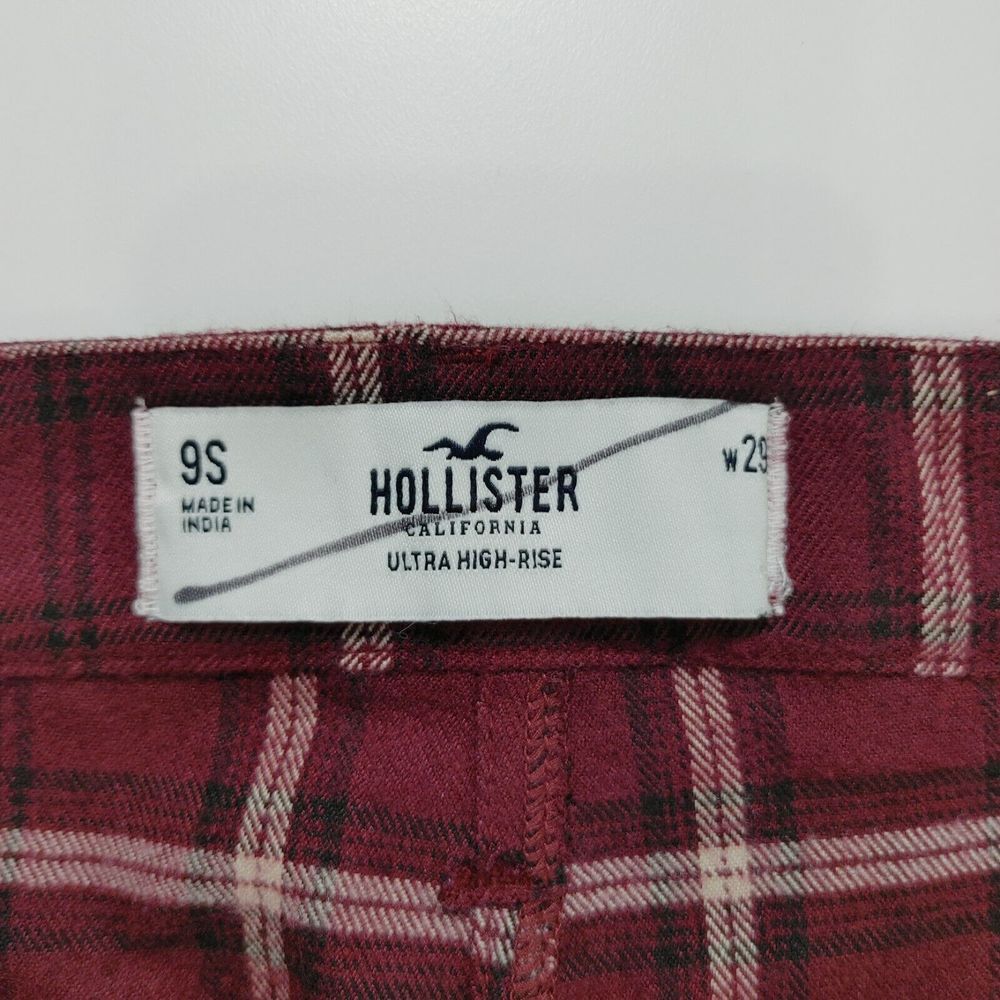 9S
MADE IN
INDIA
HOLLISTER
CALIFORNIA
ULTRA HIGH-RISE
W29